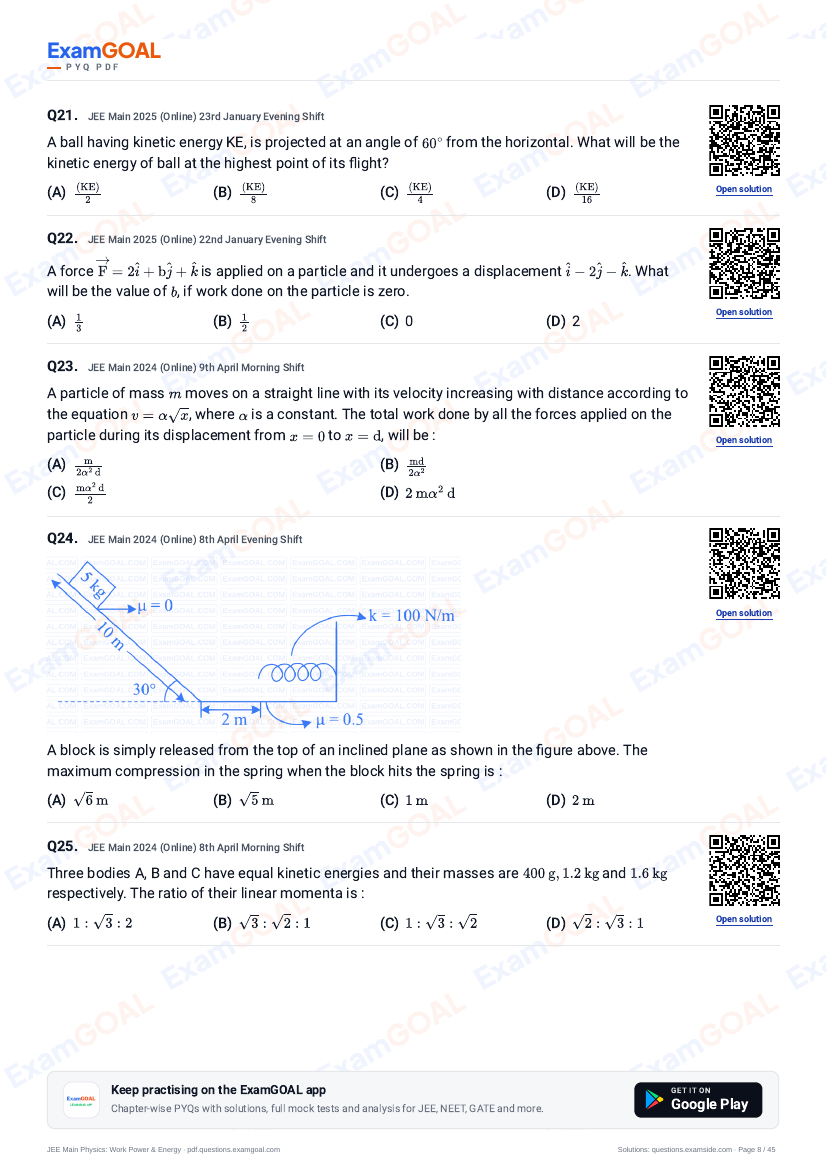 ExamGOAL
PYQ PDF
Q21. JEE Main 2025 (Online) 23rd January Evening Shift
A ball having kinetic energy KE, is projected at an angle of 60° from the horizontal. What will be the
kinetic energy of ball at the highest point of its flight?
(A) (KE)/2 (B) (KE)/8 (C) (KE)/4 (D) (KE)/16
Open solution
Q22. JEE Main 2025 (Online) 22nd January Evening Shift
A force F⃗ = 2î + bĵ + k̂ is applied on a particle and it undergoes a displacement î − 2ĵ − k̂. What
will be the value of b, if work done on the particle is zero.
(A) 1/3 (B) 1/2 (C) 0 (D) 2
Open solution
Q23. JEE Main 2024 (Online) 9th April Morning Shift
A particle of mass m moves on a straight line with its velocity increasing with distance according to
the equation v = α√x, where α is a constant. The total work done by all the forces applied on the
particle during its displacement from x = 0 to x = d, will be :
(A) m/2α² d (B) md/2α²
(C) mα² d/2 (D) 2 mα² d
Open solution
Q24. JEE Main 2024 (Online) 8th April Evening Shift
5 kg
μ = 0
10 m
30°
2 m
k = 100 N/m
μ = 0.5
Open solution
A block is simply released from the top of an inclined plane as shown in the figure above. The
maximum compression in the spring when the block hits the spring is :
(A) √6 m (B) √5 m (C) 1 m (D) 2 m
Q25. JEE Main 2024 (Online) 8th April Morning Shift
Three bodies A, B and C have equal kinetic energies and their masses are 400 g, 1.2 kg and 1.6 kg
respectively. The ratio of their linear momenta is :
(A) 1 : √3 : 2 (B) √3 : √2 : 1 (C) 1 : √3 : √2 (D) √2 : √3 : 1
Open solution
ExamGOAL
Keep practising on the ExamGOAL app
Chapter-wise PYQs with solutions, full mock tests and analysis for JEE, NEET, GATE and more.
GET IT ON
Google Play
JEE Main Physics: Work Power & Energy · pdf.questions.examgoal.com
Solutions: questions.examside.com · Page 8 / 45